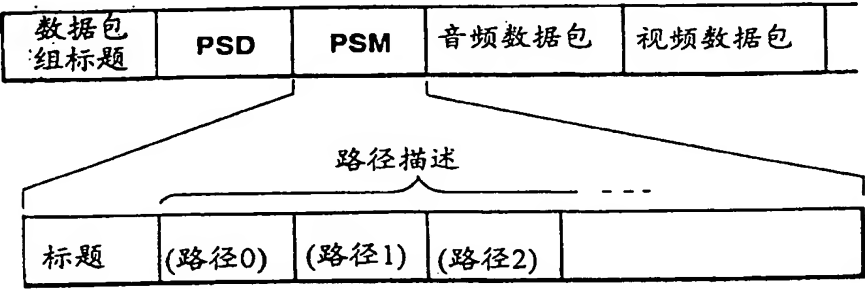 数据包
组标题
PSD
PSM
音频数据包
视频数据包
路径描述
标题
(路径0)
(路径1)
(路径2)